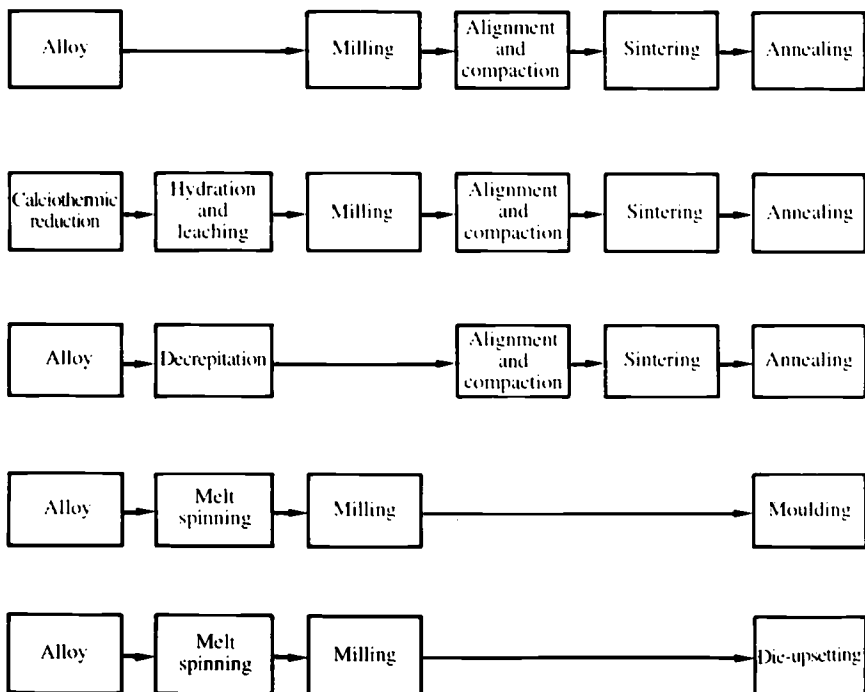 Alloy
Milling
Alignment
and
compaction
Sintering
Annealing
Calciothermic
reduction
Hydration
and
leaching
Milling
Alignment
and
compaction
Sintering
Annealing
Alloy
Decrepitation
Alignment
and
compaction
Sintering
Annealing
Alloy
Melt
spinning
Milling
Moulding
Alloy
Melt
spinning
Milling
Die-upsetting